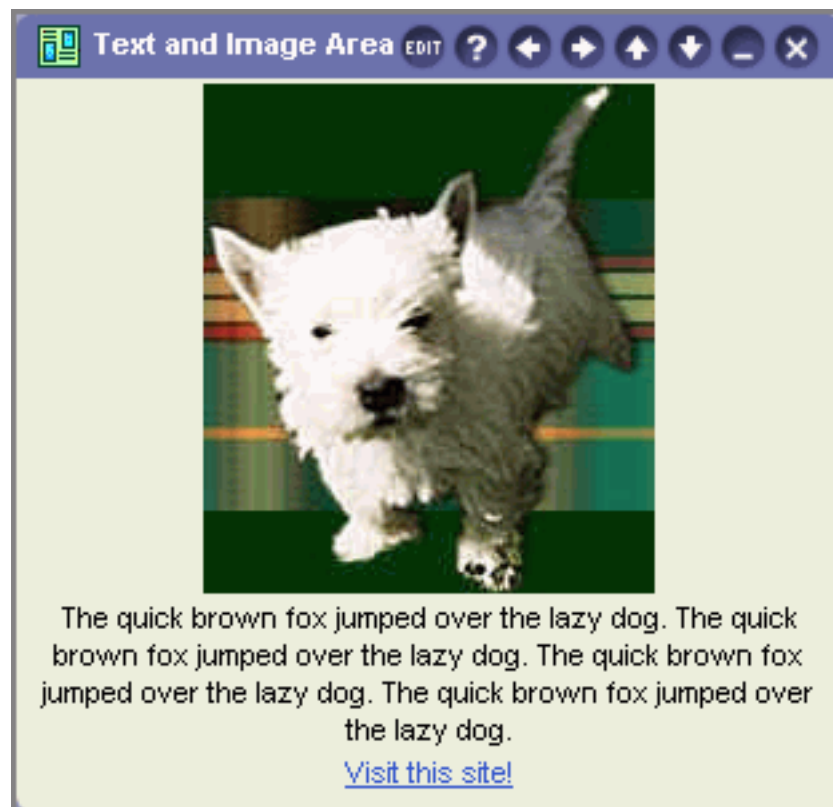 Text and Image Area EDIT ?
The quick brown fox jumped over the lazy dog. The quick
brown fox jumped over the lazy dog. The quick brown fox
jumped over the lazy dog. The quick brown fox jumped over
the lazy dog.
Visit this site!